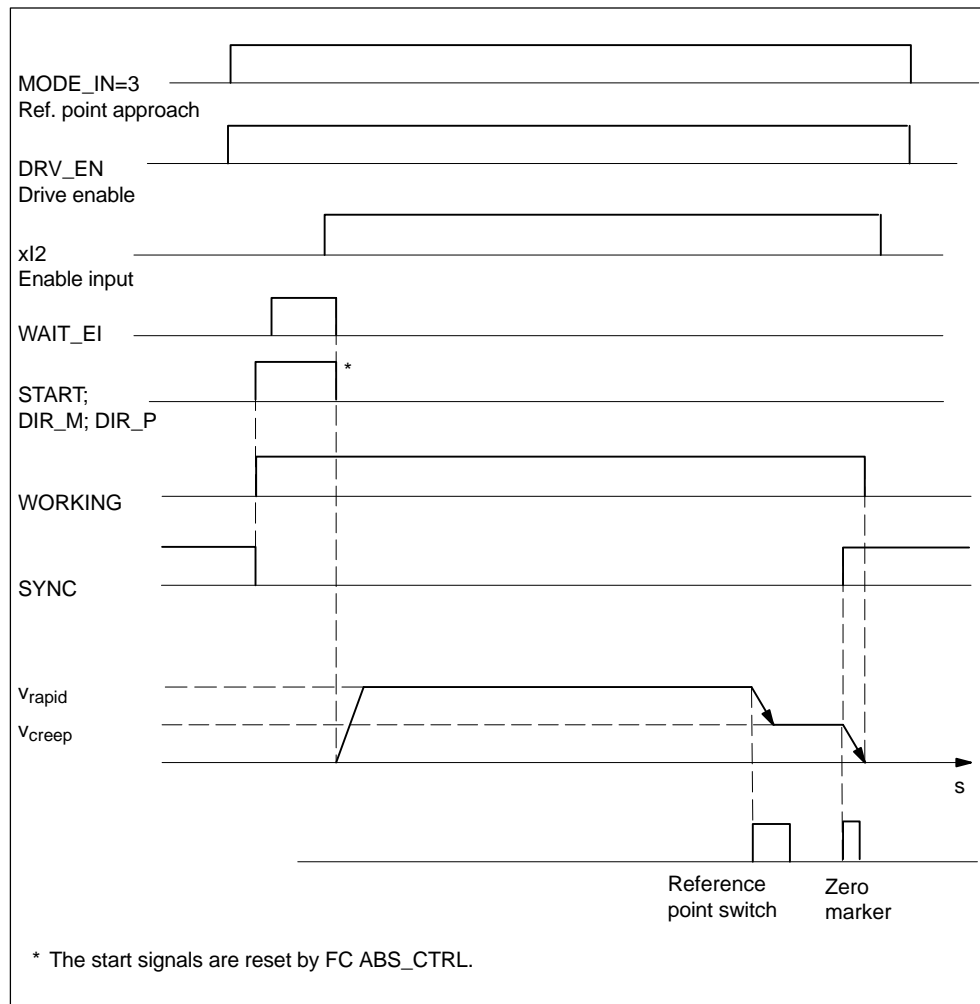 MODE_IN=3
Ref. point approach
DRV_EN
Drive enable
xI2
Enable input
WAIT_EI
*
START;
DIR_M; DIR_P
WORKING
SYNC
vrapid
vcreep
s
Reference
point switch
Zero
marker
* The start signals are reset by FC ABS_CTRL.